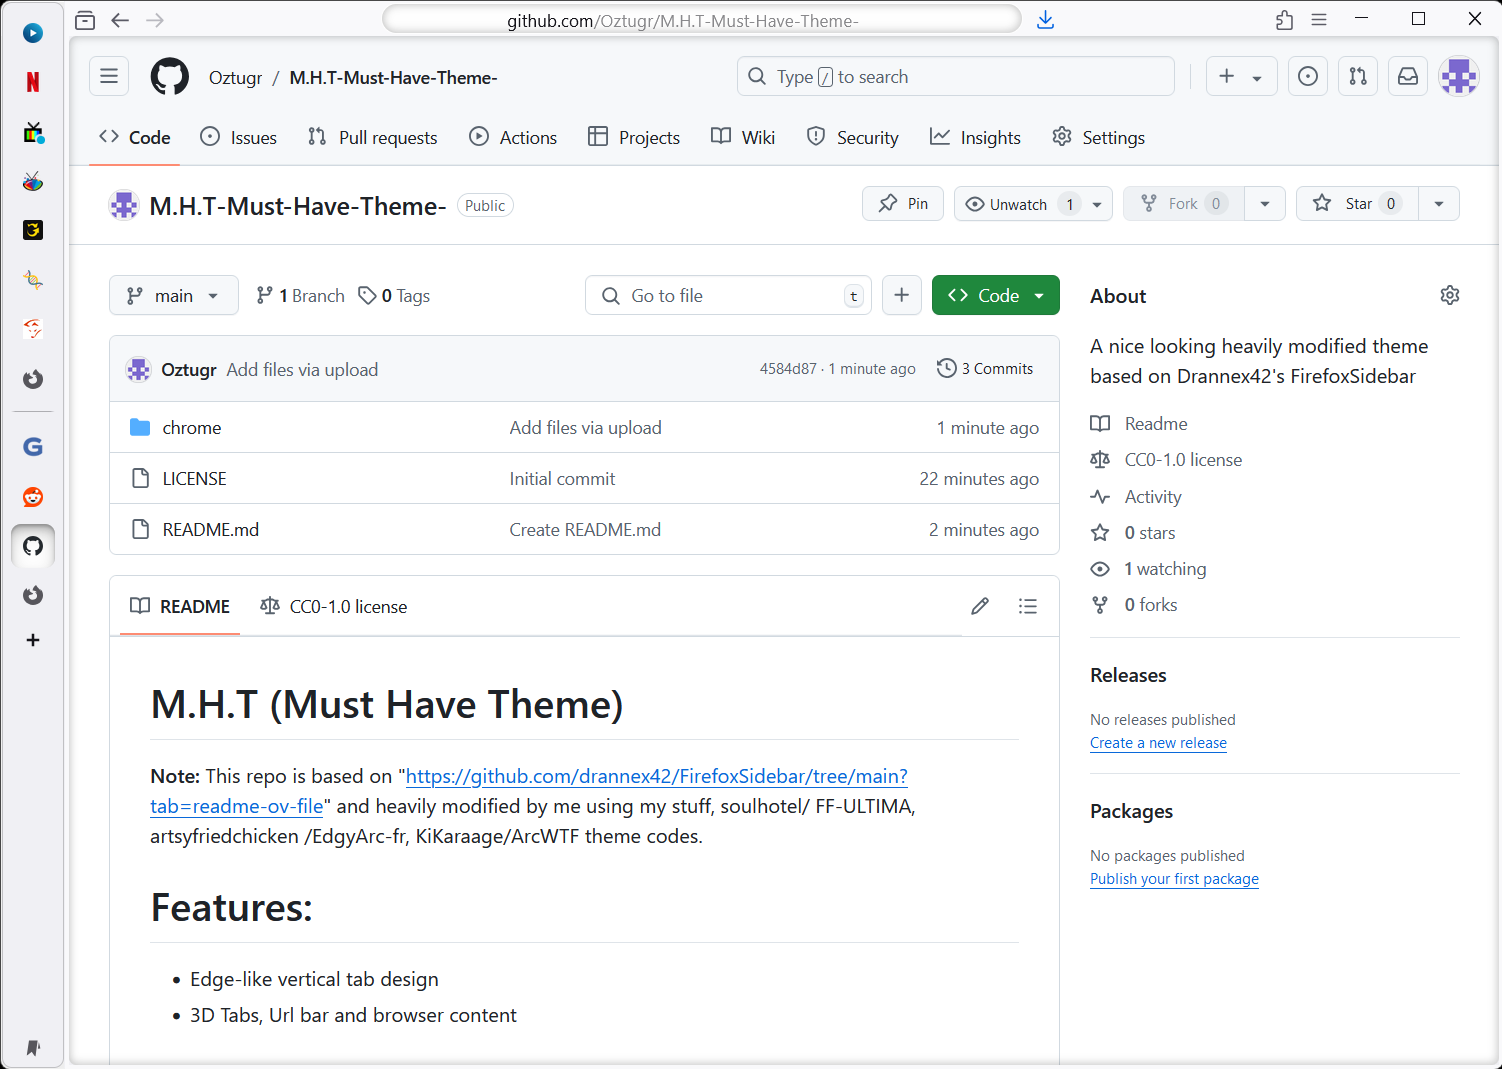 github.com/Oztugr/M.H.T-Must-Have-Theme-
Oztugr / M.H.T-Must-Have-Theme-
Type / to search
Code Issues Pull requests Actions Projects Wiki Security Insights Settings
M.H.T-Must-Have-Theme- Public
Pin Unwatch 1 Fork 0 Star 0
main 1 Branch 0 Tags
Go to file t
Code
Oztugr Add files via upload 4584d87 · 1 minute ago 3 Commits
chrome Add files via upload 1 minute ago
LICENSE Initial commit 22 minutes ago
README.md Create README.md 2 minutes ago
README CC0-1.0 license
M.H.T (Must Have Theme)
Note: This repo is based on "https://github.com/drannex42/FirefoxSidebar/tree/main?
tab=readme-ov-file" and heavily modified by me using my stuff, soulhotel/ FF-ULTIMA,
artsyfriedchicken /EdgyArc-fr, KiKaraage/ArcWTF theme codes.
Features:
• Edge-like vertical tab design
• 3D Tabs, Url bar and browser content
About
A nice looking heavily modified theme
based on Drannex42's FirefoxSidebar
Readme
CC0-1.0 license
Activity
0 stars
1 watching
0 forks
Releases
No releases published
Create a new release
Packages
No packages published
Publish your first package